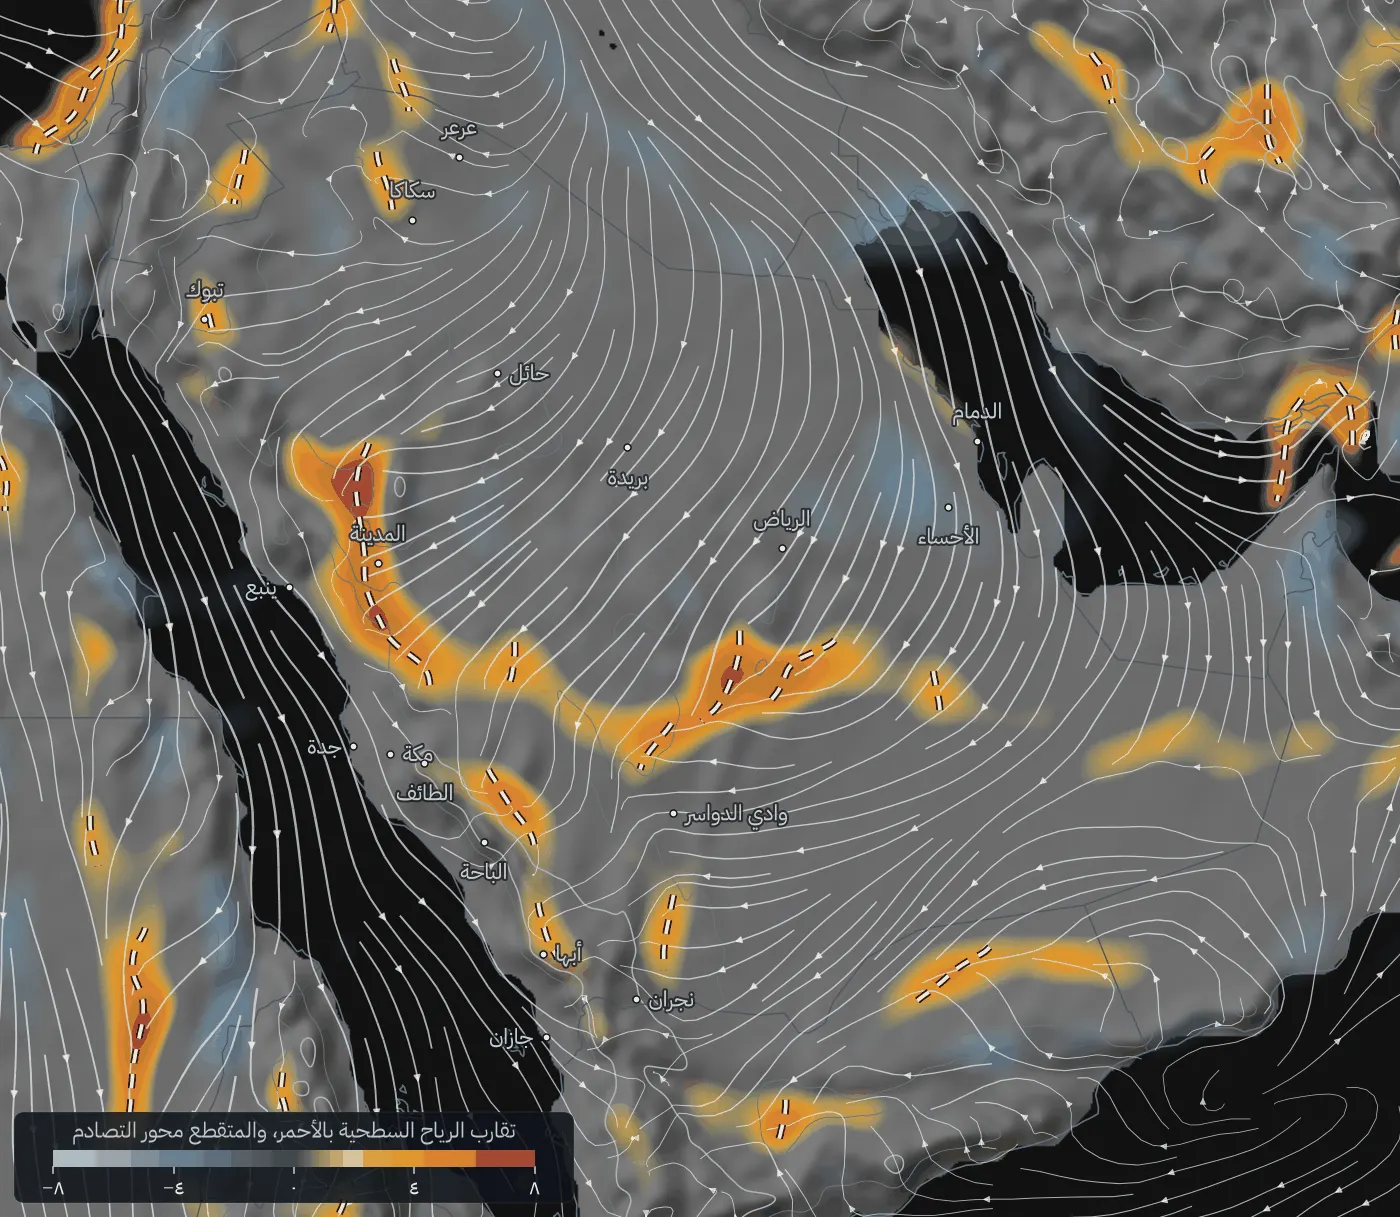 عرعر
سكاكا
تبوك
حائل
الدمام
بريدة
الرياض
المدينة
الأحساء
ينبع
جدة
مكة
الطائف
وادي الدواسر
الباحة
أبها
نجران
جازان
تقارب الرياح السطحية بالأحمر، والمتقطع محور التصادم
−٨ −٤ ٠ ٤ ٨